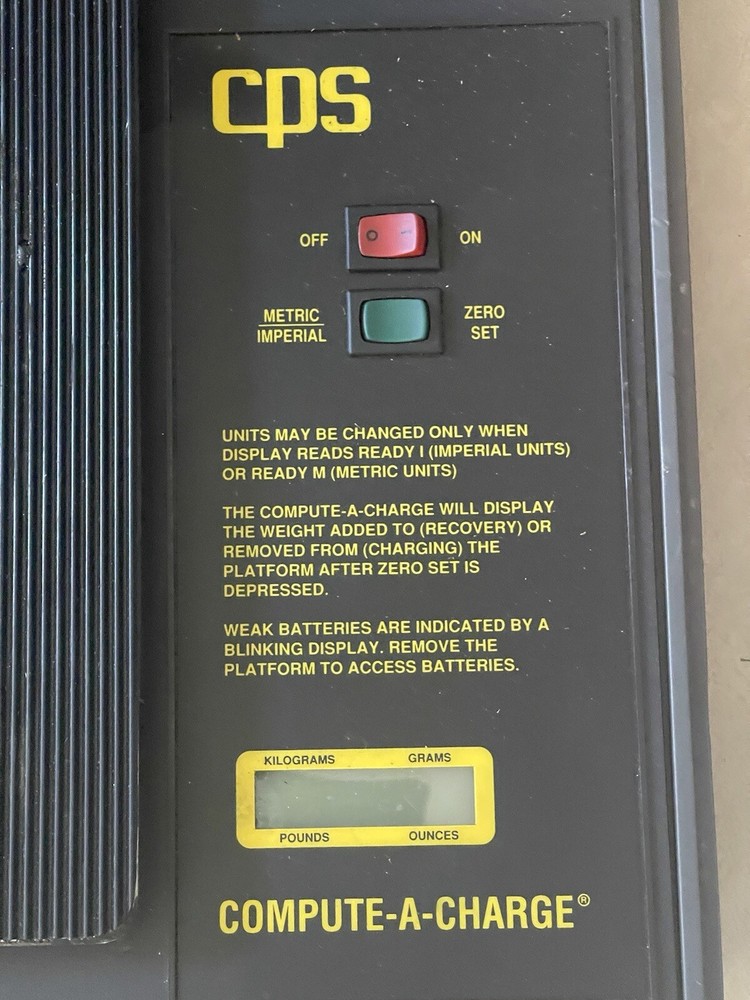 cps
OFF ON
METRIC ZERO
IMPERIAL SET
UNITS MAY BE CHANGED ONLY WHEN
DISPLAY READS READY I (IMPERIAL UNITS)
OR READY M (METRIC UNITS)
THE COMPUTE-A-CHARGE WILL DISPLAY
THE WEIGHT ADDED TO (RECOVERY) OR
REMOVED FROM (CHARGING) THE
PLATFORM AFTER ZERO SET IS
DEPRESSED.
WEAK BATTERIES ARE INDICATED BY A
BLINKING DISPLAY. REMOVE THE
PLATFORM TO ACCESS BATTERIES.
KILOGRAMS GRAMS
POUNDS OUNCES
COMPUTE-A-CHARGE®